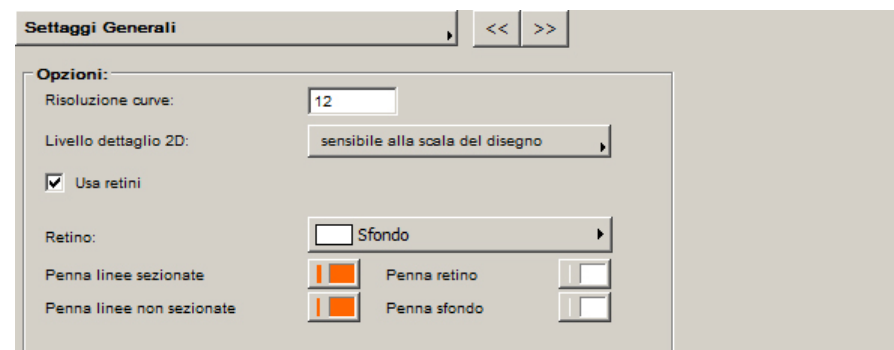 Settaggi Generali << >>
Opzioni:
Risoluzione curve: 12
Livello dettaglio 2D: sensibile alla scala del disegno
Usa retini
Retino: Sfondo
Penna linee sezionate Penna retino
Penna linee non sezionate Penna sfondo